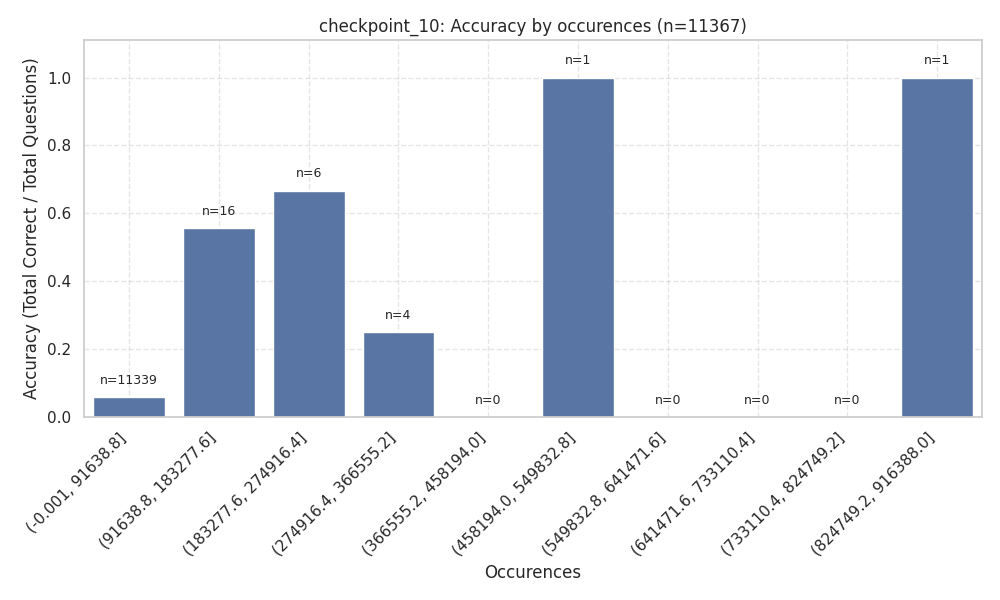 checkpoint_10: Accuracy by occurences (n=11367)
Accuracy (Total Correct / Total Questions)
1.0
0.8
0.6
0.4
0.2
0.0
n=11339
n=16
n=6
n=4
n=0
n=1
n=0
n=0
n=0
n=1
(-0.001, 91638.8]
(91638.8, 183277.6]
(183277.6, 274916.4]
(274916.4, 366555.2]
(366555.2, 458194.0]
(458194.0, 549832.8]
(549832.8, 641471.6]
(641471.6, 733110.4]
(733110.4, 824749.2]
(824749.2, 916388.0]
Occurences